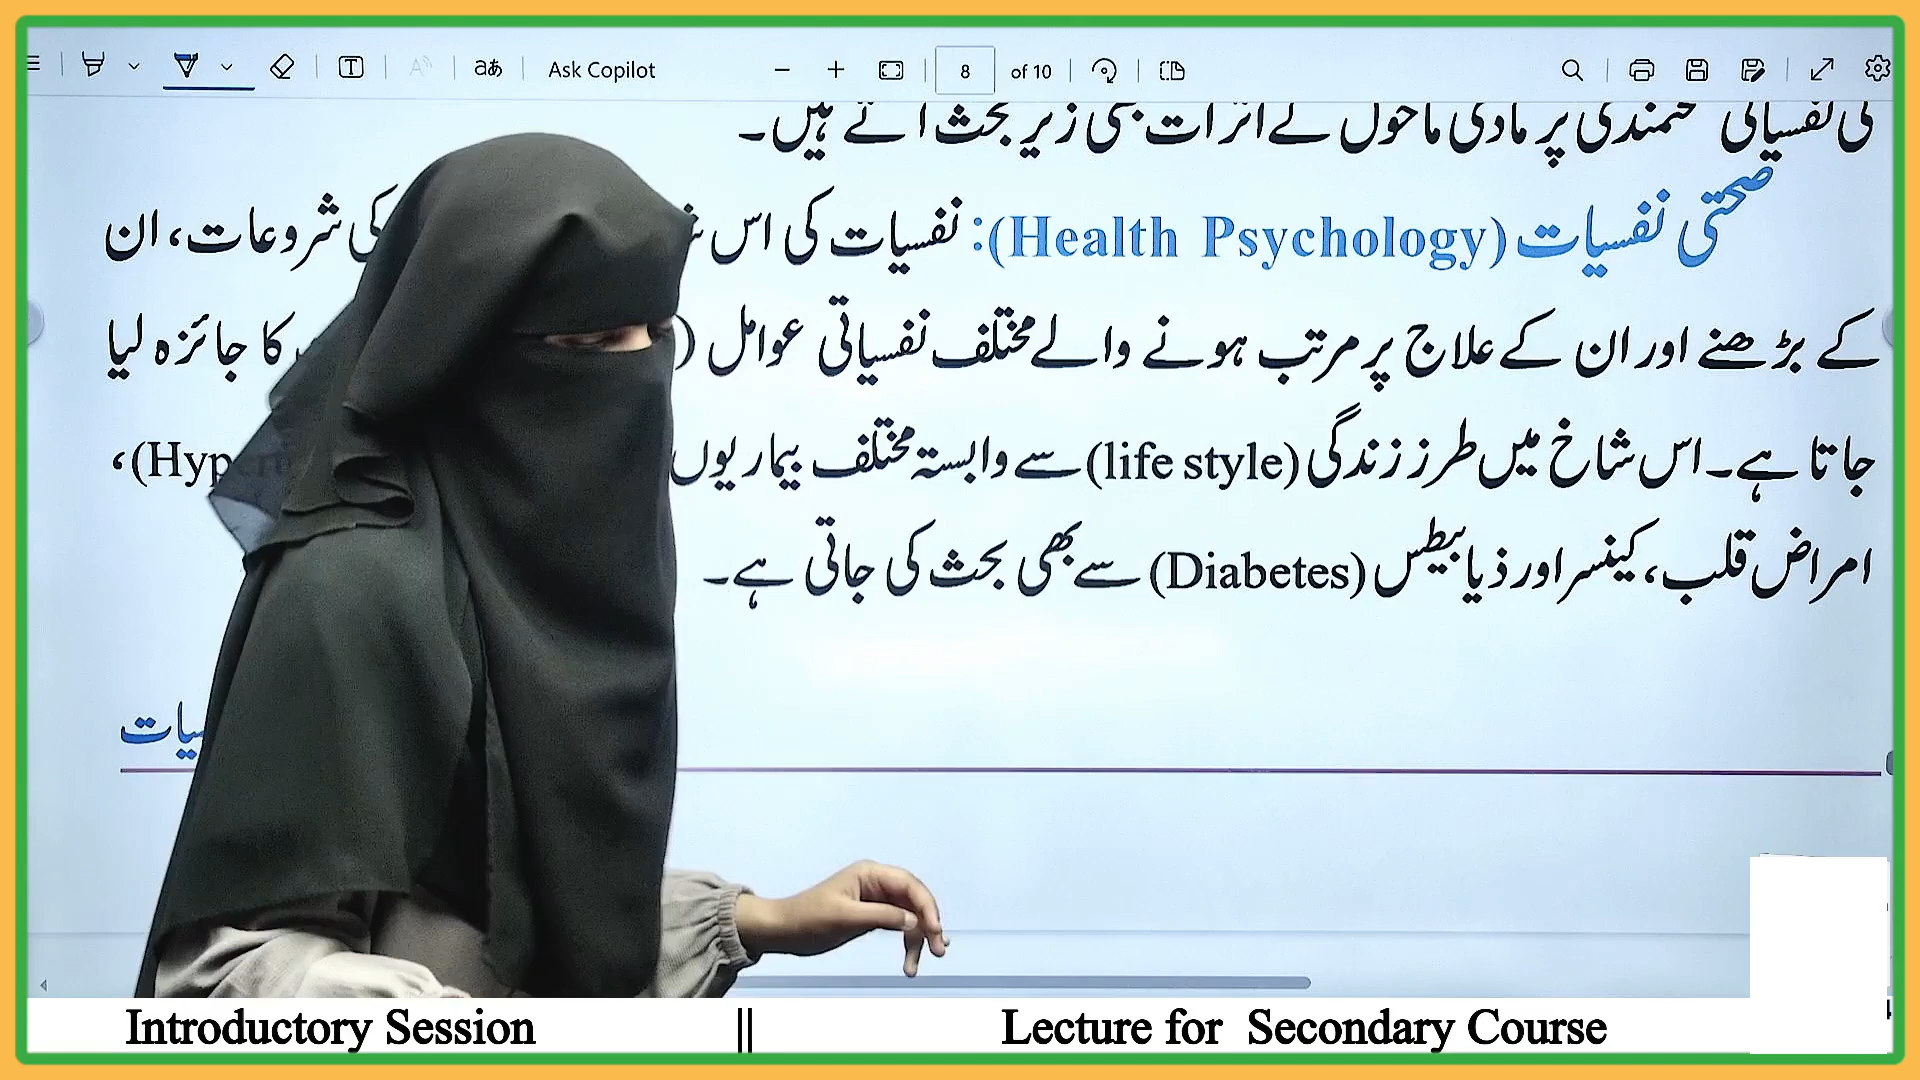 aあ Ask Copilot 8 of 10
کی نفسیاتی صحتمندی پر مادی ماحول کے اثرات بھی زیر بحث آتے ہیں۔
صحتی نفسیات (Health Psychology): نفسیات کی اس کی شروعات، ان
کے بڑھنے اور ان کے علاج پر مرتب ہونے والے مختلف نفسیاتی عوامل ( کا جائزہ لیا
جاتا ہے۔ اس شاخ میں طرز زندگی (life style) سے وابستہ مختلف بیماریوں (Hyper)،
امراض قلب، کینسر اور ذیابیطس (Diabetes) سے بھی بحث کی جاتی ہے۔
Introductory Session || Lecture for Secondary Course